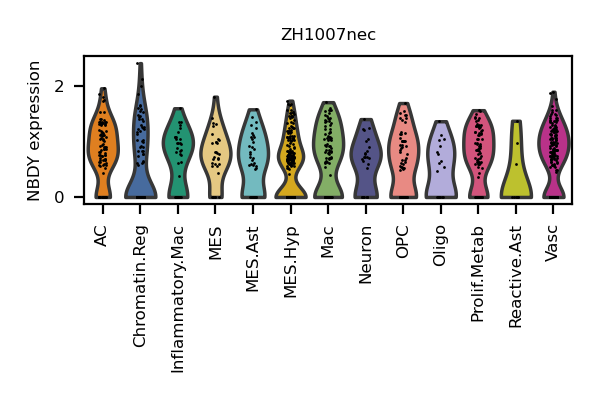 ZH1007nec
NBDY expression
2
0
AC
Chromatin.Reg
Inflammatory.Mac
MES
MES.Ast
MES.Hyp
Mac
Neuron
OPC
Oligo
Prolif.Metab
Reactive.Ast
Vasc